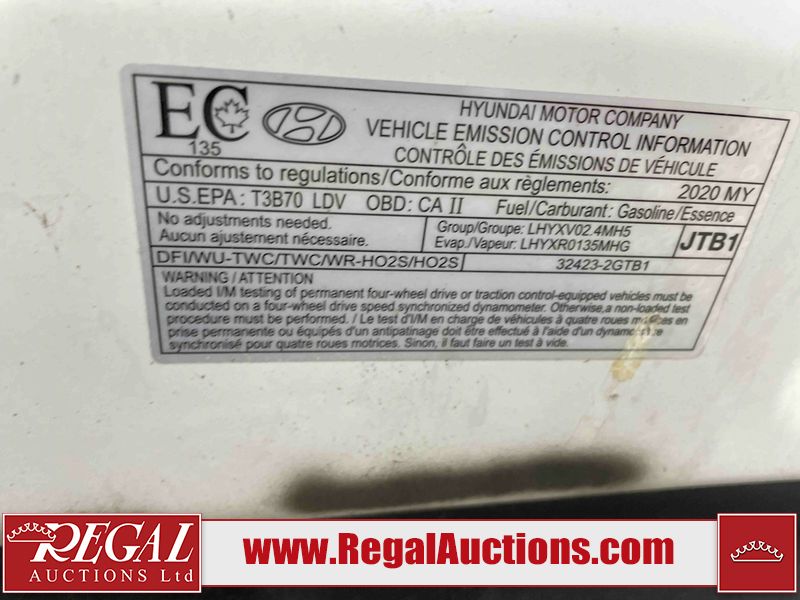 EC
135
HYUNDAI MOTOR COMPANY
VEHICLE EMISSION CONTROL INFORMATION
CONTRÔLE DES ÉMISSIONS DE VÉHICULE
Conforms to regulations/Conforme aux règlements: 2020 MY
U.S.EPA: T3B70 LDV OBD: CA II Fuel/Carburant: Gasoline/Essence
No adjustments needed.
Aucun ajustement nécessaire.
Group/Groupe: LHYXV02.4MH5
Evap./Vapeur: LHYXR0135MHG
JTB1
DFI/WU-TWC/TWC/WR-HO2S/HO2S 32423-2GTB1
WARNING / ATTENTION
Loaded I/M testing of permanent four-wheel drive or traction control-equipped vehicles must be
conducted on a four-wheel drive speed synchronized dynamometer. Otherwise, a non-loaded test
procedure must be performed. / Le test d'I/M en charge de véhicules à quatre roues motrices en
prise permanente ou équipés d'un antipatinage doit être effectué à l'aide d'un dynamomètre
synchronisé pour quatre roues motrices. Sinon, il faut faire un test à vide.
REGAL
AUCTIONS Ltd
www.RegalAuctions.com